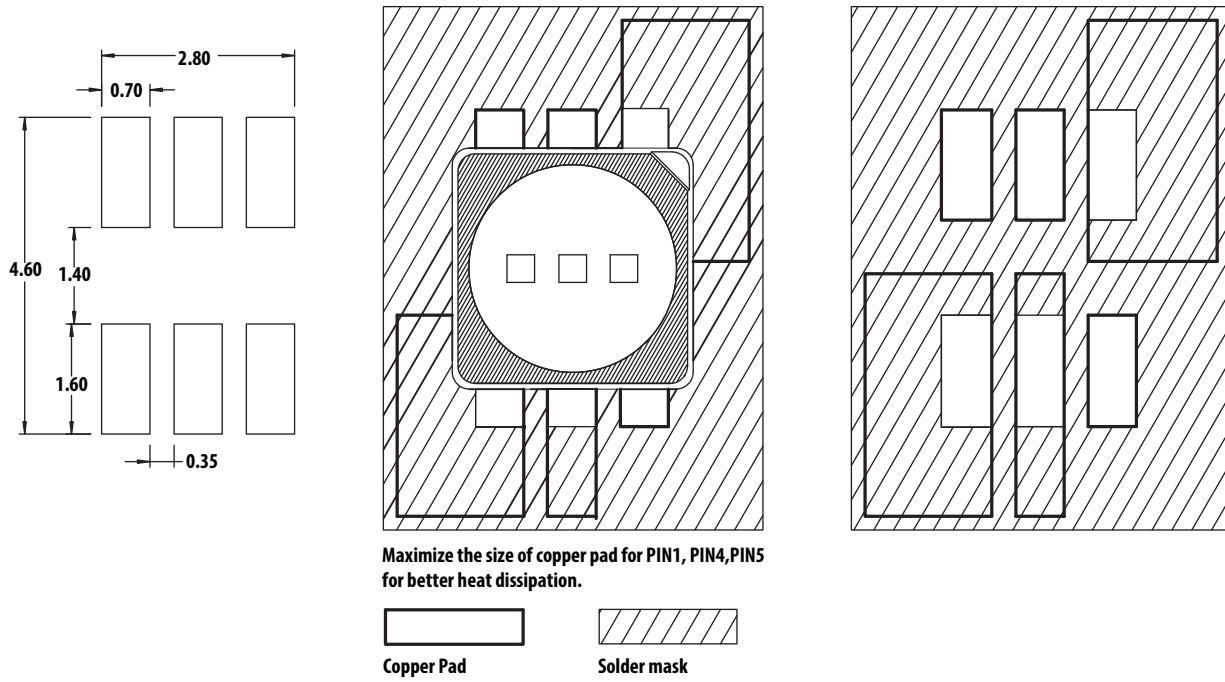 2.80
0.70
4.60
1.40
1.60
0.35
Maximize the size of copper pad for PIN1, PIN4,PIN5
for better heat dissipation.
Copper Pad
Solder mask